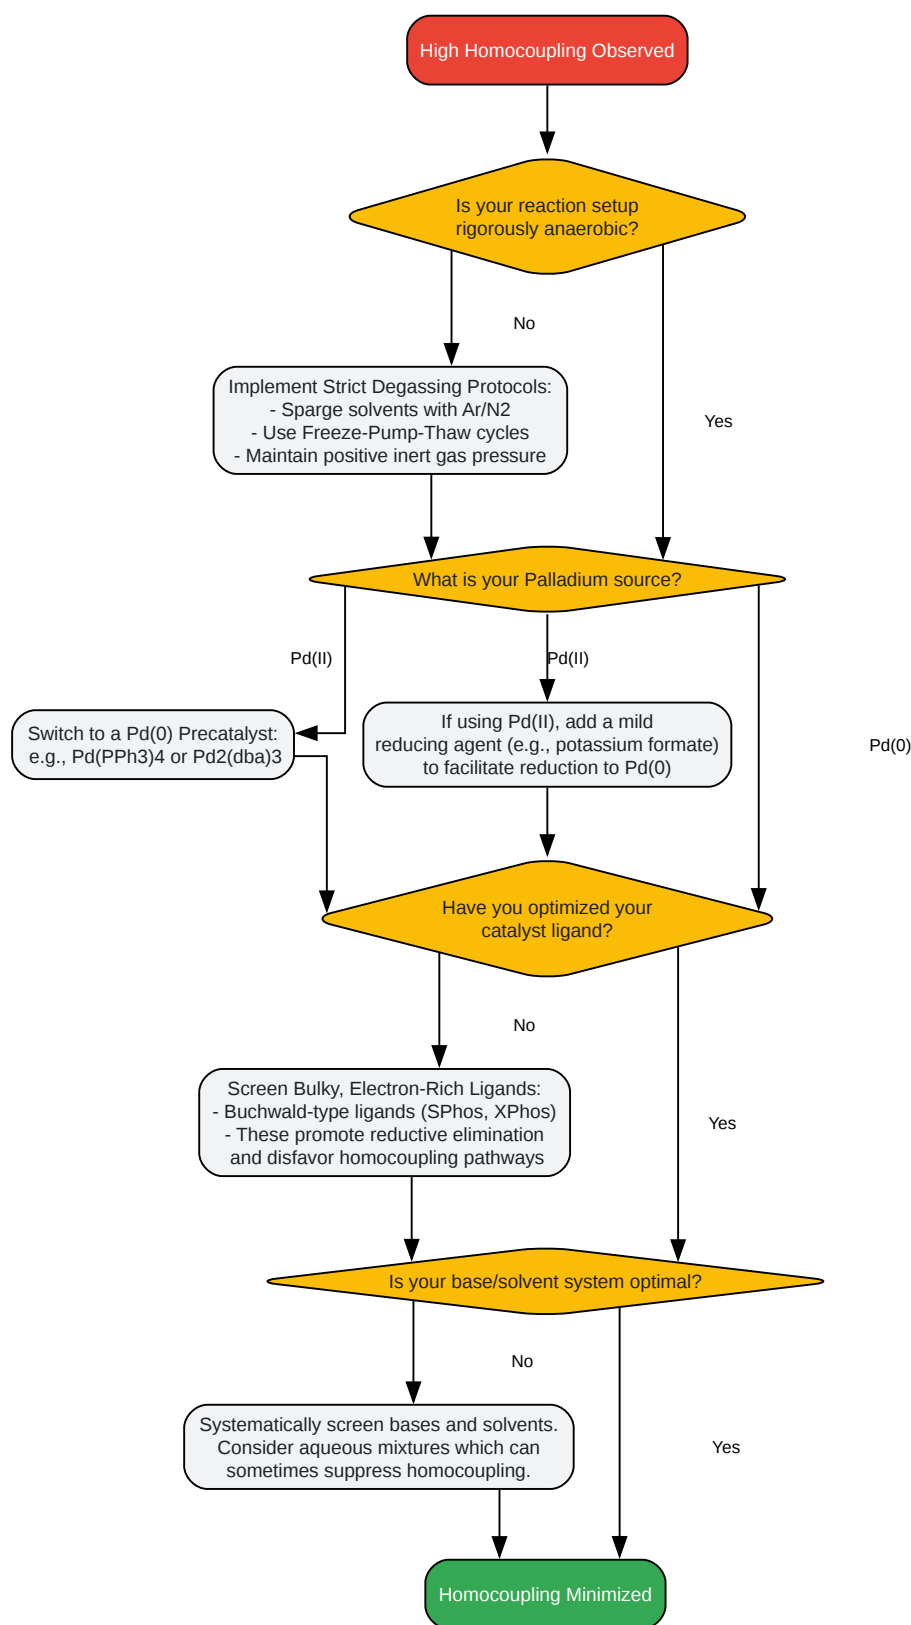 High Homocoupling Observed
Is your reaction setup
rigorously anaerobic?
No
Implement Strict Degassing Protocols:
- Sparge solvents with Ar/N2
- Use Freeze-Pump-Thaw cycles
- Maintain positive inert gas pressure
Yes
What is your Palladium source?
Pd(II)
Pd(II)
Switch to a Pd(0) Precatalyst:
e.g., Pd(PPh3)4 or Pd2(dba)3
If using Pd(II), add a mild
reducing agent (e.g., potassium formate)
to facilitate reduction to Pd(0)
Pd(0)
Have you optimized your
catalyst ligand?
No
Screen Bulky, Electron-Rich Ligands:
- Buchwald-type ligands (SPhos, XPhos)
- These promote reductive elimination
and disfavor homocoupling pathways
Yes
Is your base/solvent system optimal?
No
Systematically screen bases and solvents.
Consider aqueous mixtures which can
sometimes suppress homocoupling.
Yes
Homocoupling Minimized